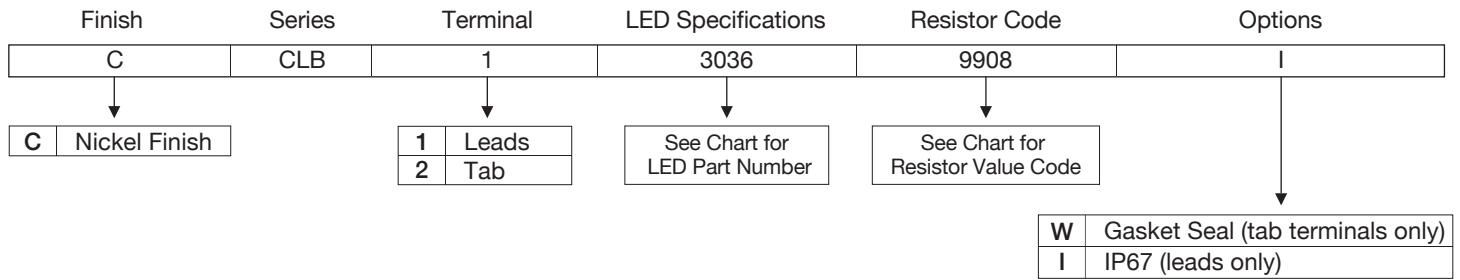 Finish Series Terminal LED Specifications Resistor Code Options
C CLB 1 3036 9908 I
C Nickel Finish
1 Leads
2 Tab
See Chart for
LED Part Number
See Chart for
Resistor Value Code
W Gasket Seal (tab terminals only)
I IP67 (leads only)